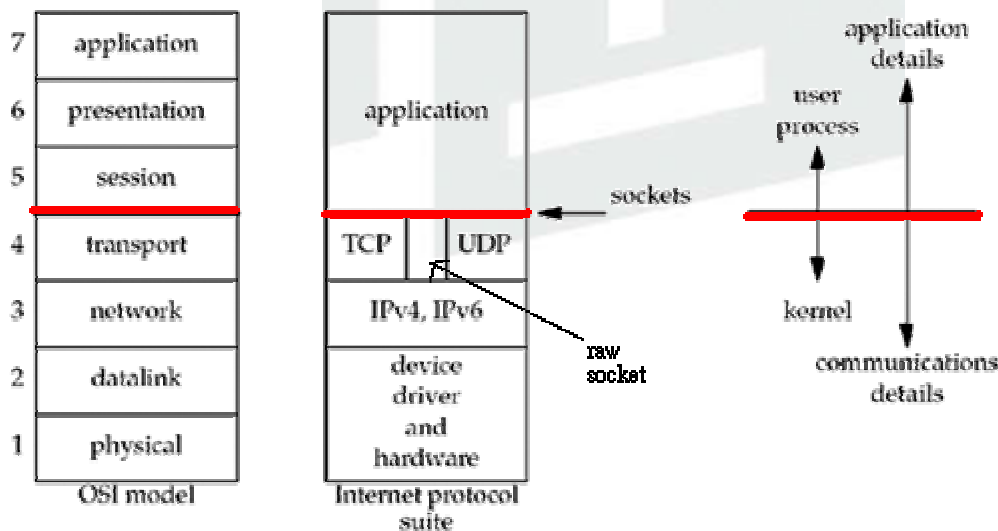 7
application
6
presentation
5
session
4
transport
3
network
2
datalink
1
physical
OSI model
application
TCP
UDP
IPv4, IPv6
device
driver
and
hardware
Internet protocol
suite
sockets
raw
socket
application
details
user
process
kernel
communications
details